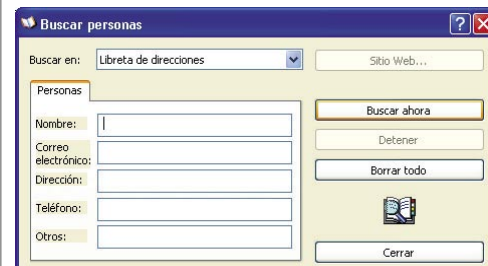 Buscar personas
Buscar en: Libreta de direcciones Sitio Web...
Personas
Buscar ahora
Nombre:
Detener
Correo
electrónico:
Borrar todo
Dirección:
Teléfono:
Otros:
Cerrar